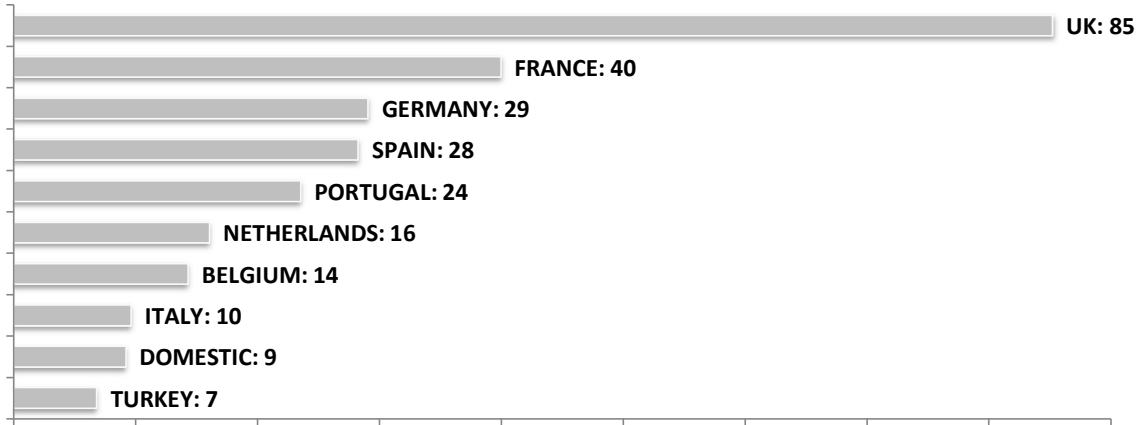 UK: 85
FRANCE: 40
GERMANY: 29
SPAIN: 28
PORTUGAL: 24
NETHERLANDS: 16
BELGIUM: 14
ITALY: 10
DOMESTIC: 9
TURKEY: 7